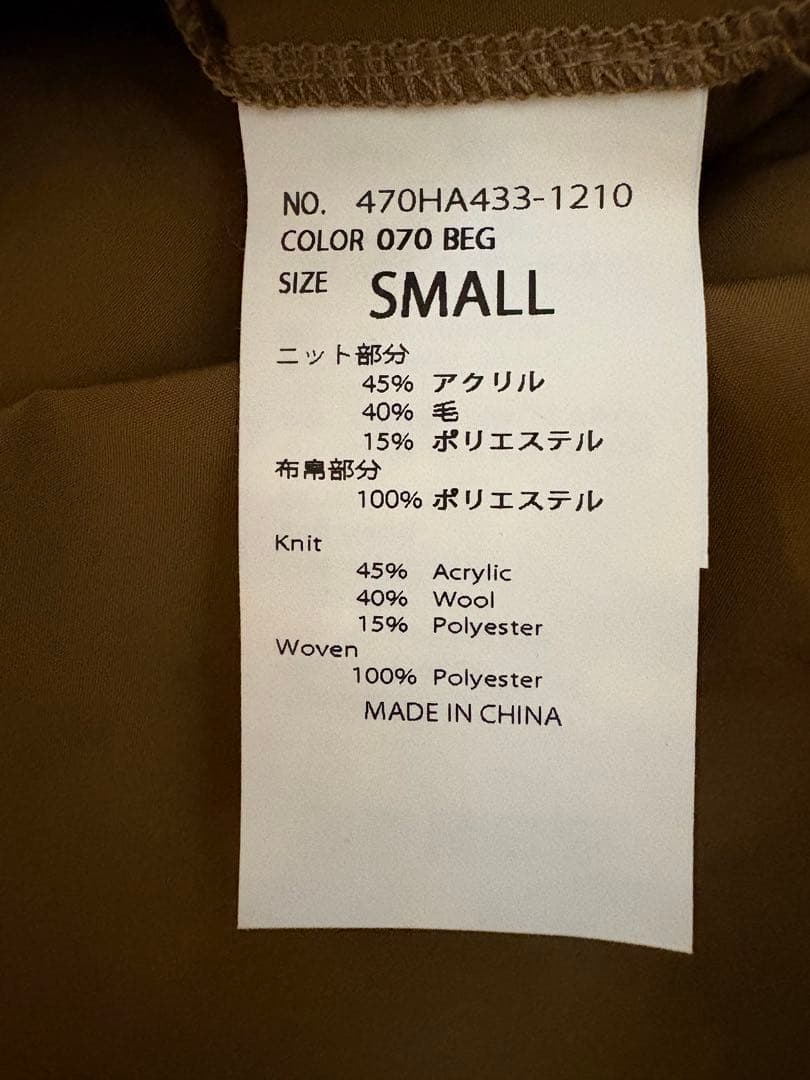 NO. 470HA433-1210
COLOR 070 BEG
SIZE SMALL
ニット部分
45% アクリル
40% 毛
15% ポリエステル
布帛部分
100% ポリエステル
Knit
45% Acrylic
40% Wool
15% Polyester
Woven
100% Polyester
MADE IN CHINA